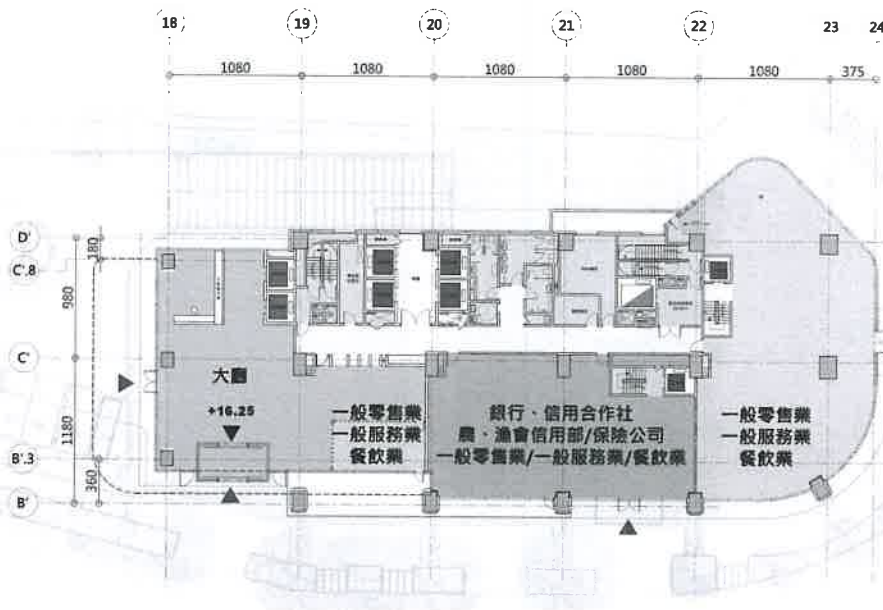 18 19 20 21 22 23 24
1080 1080 1080 1080 1080 375
D'
180
C'.8
980
C'
大廳
+16.25
1180
B'.3
360
B'
一般零售業
一般服務業
餐飲業
銀行、信用合作社
農、漁會信用部/保險公司
一般零售業/一般服務業/餐飲業
一般零售業
一般服務業
餐飲業